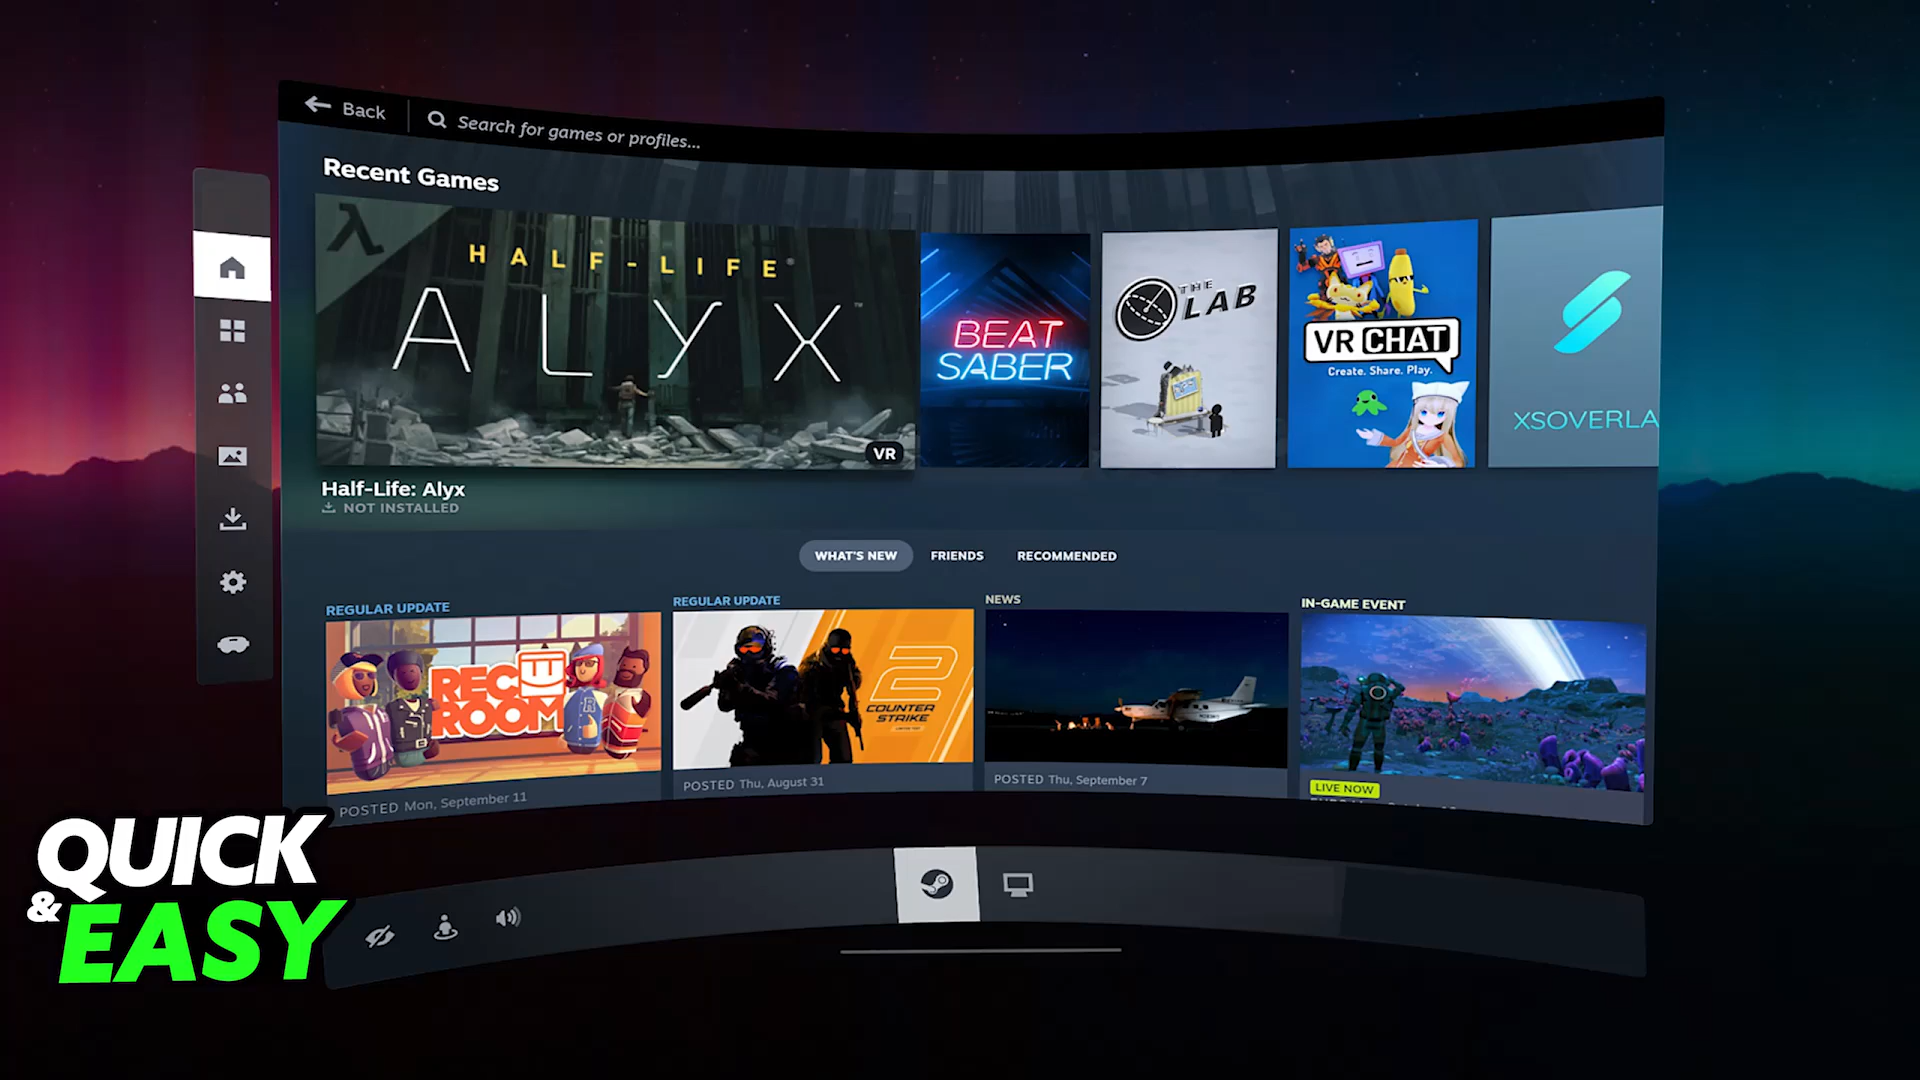 Back
Search for games or profiles...
Recent Games
HALF-LIFE
ALYX
VR
BEAT
SABER
THE
LAB
VRCHAT
Create. Share. Play.
XSOVERLA
Half-Life: Alyx
NOT INSTALLED
WHAT'S NEW
FRIENDS
RECOMMENDED
REGULAR UPDATE
REGULAR UPDATE
NEWS
IN-GAME EVENT
REC
ROOM
2
COUNTER
STRIKE
POSTED Mon, September 11
POSTED Thu, August 31
POSTED Thu, September 7
LIVE NOW
QUICK
& EASY